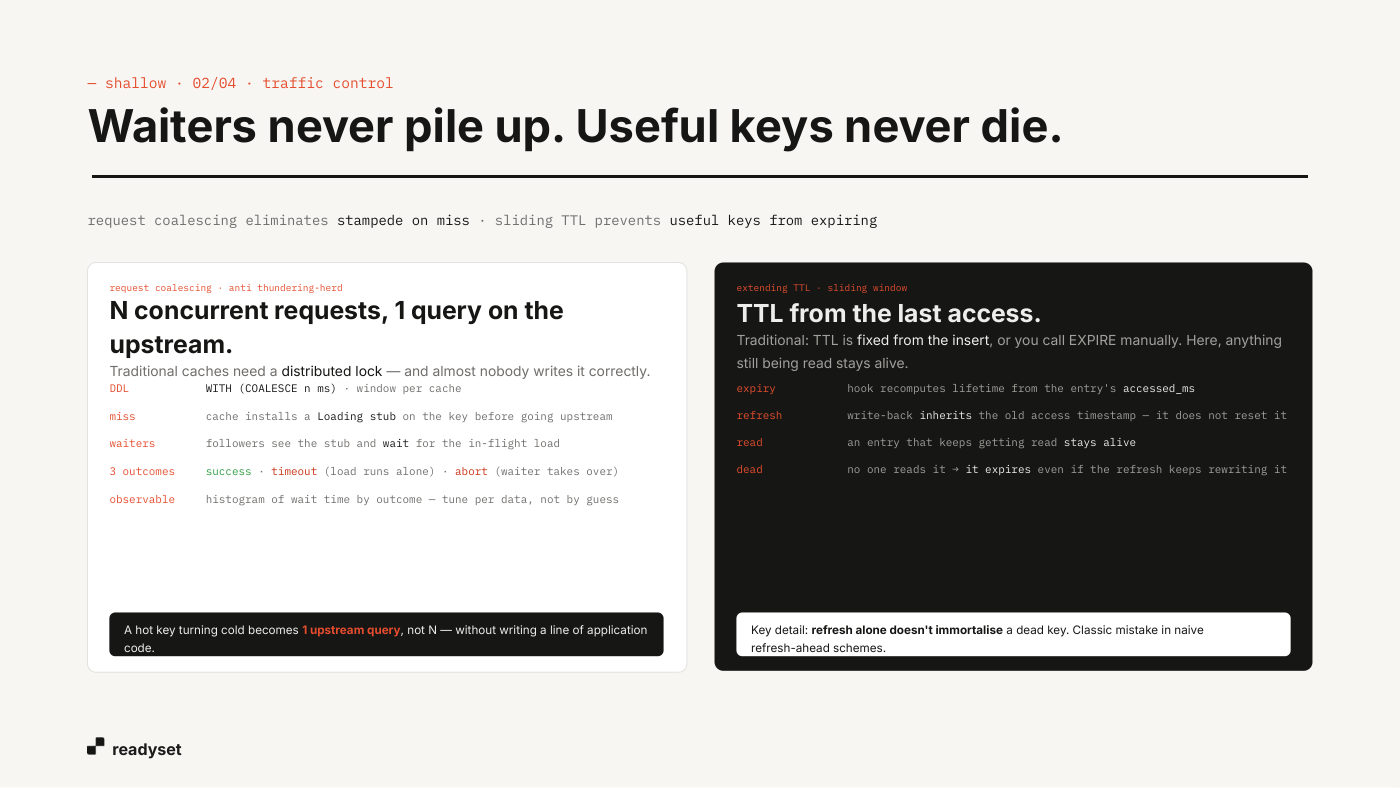 — shallow · 02/04 · traffic control
Waiters never pile up. Useful keys never die.
request coalescing eliminates stampede on miss · sliding TTL prevents useful keys from expiring
request coalescing · anti thundering-herd
N concurrent requests, 1 query on the
upstream.
Traditional caches need a distributed lock — and almost nobody writes it correctly.
DDL WITH (COALESCE n ms) · window per cache
miss cache installs a Loading stub on the key before going upstream
waiters followers see the stub and wait for the in-flight load
3 outcomes success · timeout (load runs alone) · abort (waiter takes over)
observable histogram of wait time by outcome — tune per data, not by guess
A hot key turning cold becomes 1 upstream query, not N — without writing a line of application
code.
extending TTL · sliding window
TTL from the last access.
Traditional: TTL is fixed from the insert, or you call EXPIRE manually. Here, anything
still being read stays alive.
expiry hook recomputes lifetime from the entry's accessed_ms
refresh write-back inherits the old access timestamp — it does not reset it
read an entry that keeps getting read stays alive
dead no one reads it → it expires even if the refresh keeps rewriting it
Key detail: refresh alone doesn't immortalise a dead key. Classic mistake in naive
refresh-ahead schemes.
readyset